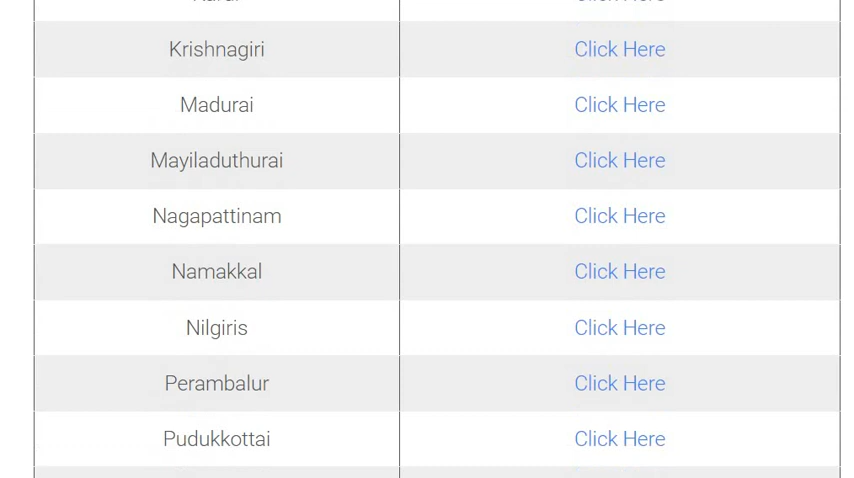 Krishnagiri Click Here
Madurai Click Here
Mayiladuthurai Click Here
Nagapattinam Click Here
Namakkal Click Here
Nilgiris Click Here
Perambalur Click Here
Pudukkottai Click Here